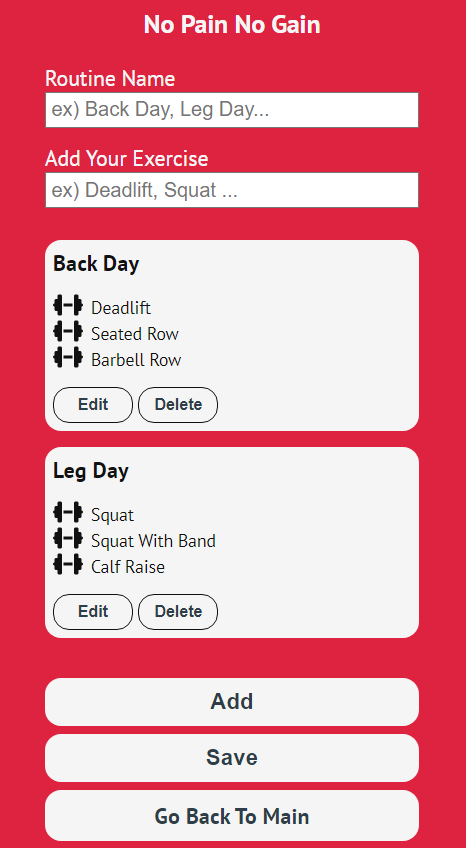 No Pain No Gain
Routine Name
ex) Back Day, Leg Day...
Add Your Exercise
ex) Deadlift, Squat ...
Back Day
Deadlift
Seated Row
Barbell Row
Edit Delete
Leg Day
Squat
Squat With Band
Calf Raise
Edit Delete
Add
Save
Go Back To Main